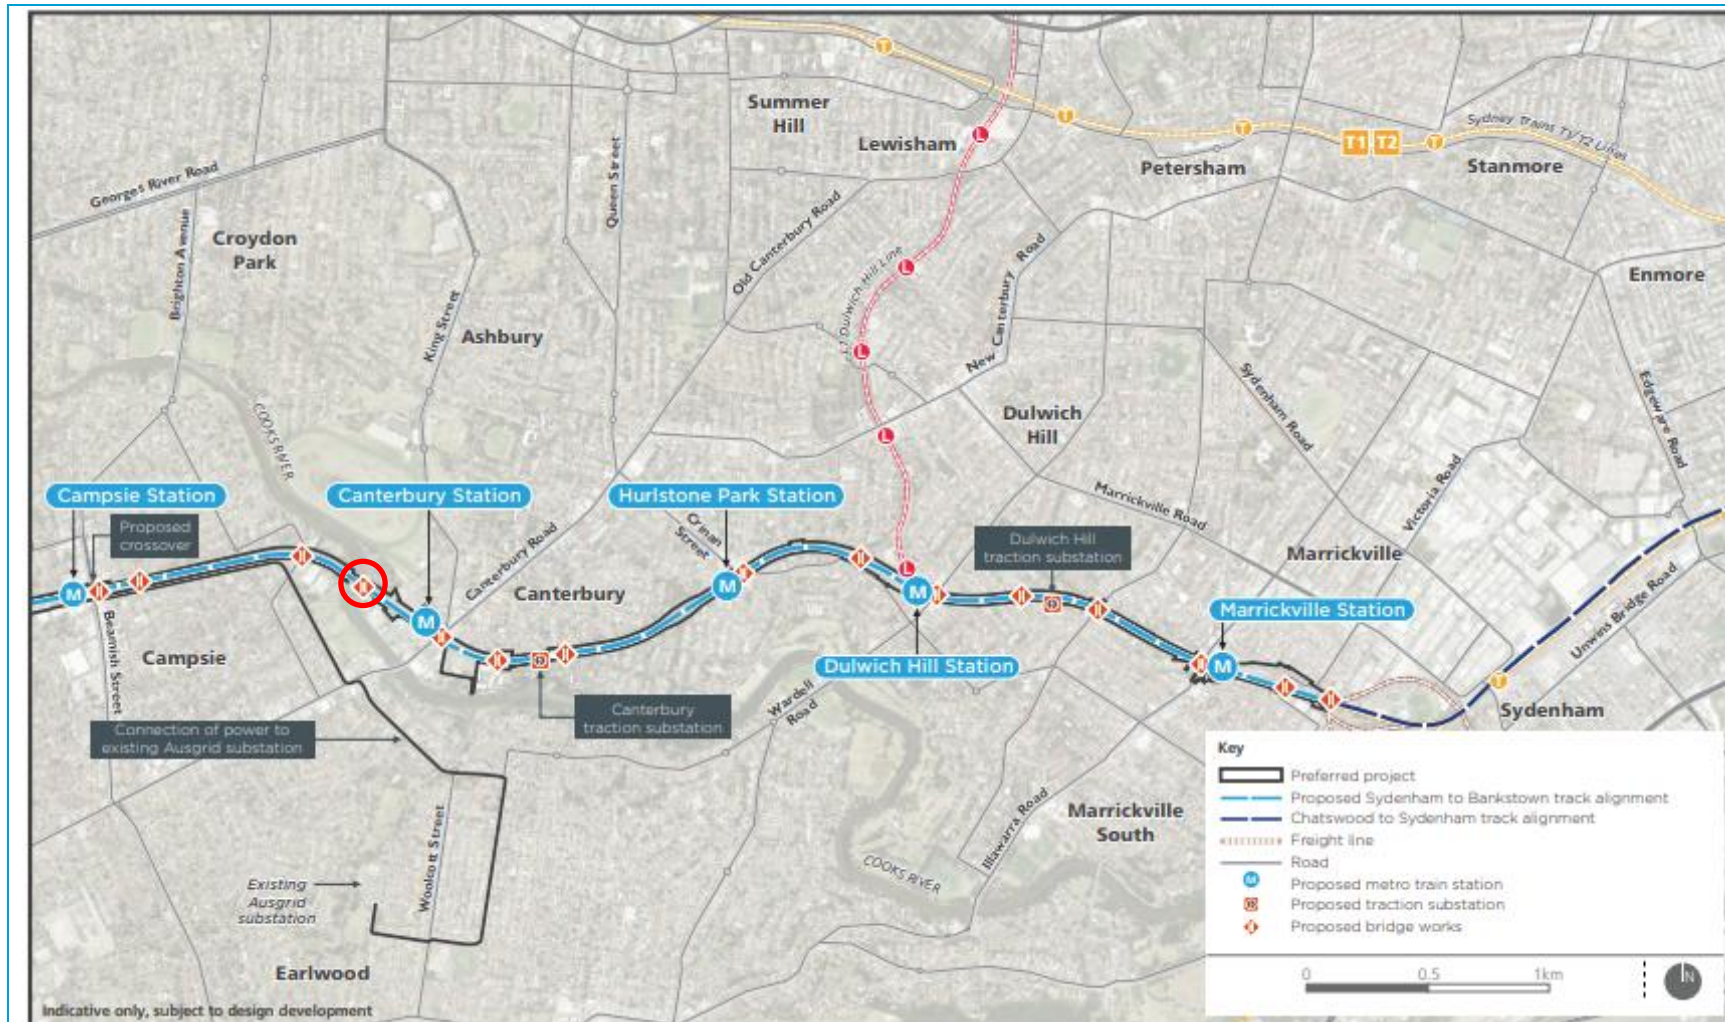 Summer
Hill
Lewisham
Petersham
T1 T2
Sydney Trains T1/T2 Lines
Stanmore
Georges River Road
Brighton Avenue
Croydon
Park
Queen Street
Old Canterbury Road
L1 Dulwich Hill Line
New Canterbury Road
Enmore
King Street
Ashbury
COOKS RIVER
Dulwich
Hill
Sydenham Road
Edgeware Road
Campsie Station
Canterbury Station
Hurlstone Park Station
Proposed
crossover
Canterbury Road
Crinan
Street
Marrickville Road
Victoria Road
Dulwich Hill
traction substation
Marrickville
Canterbury
Marrickville Station
Unwins Bridge Road
Beamish Street
Campsie
Dulwich Hill Station
Wardell
Road
Sydenham
Connection of power to
existing Ausgrid substation
Canterbury
traction substation
Woolcott Street
Illawarra Road
Marrickville
South
COOKS RIVER
Existing
Ausgrid
substation
Earlwood
Indicative only, subject to design development
Key
Preferred project
Proposed Sydenham to Bankstown track alignment
Chatswood to Sydenham track alignment
Freight line
Road
M Proposed metro train station
Proposed traction substation
Proposed bridge works
0 0.5 1km
N